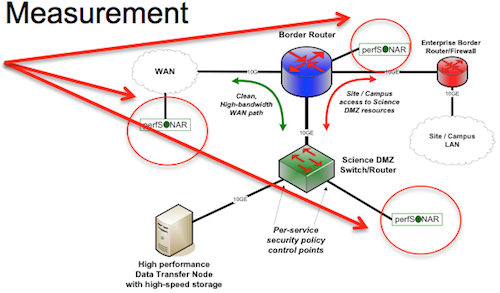 Measurement
Border Router
perfSONAR
Enterprise Border
Router/Firewall
WAN
10G
10GE
Clean,
High-bandwidth
WAN path
Site / Campus
access to Science
DMZ resources
perfSONAR
10GE
10GE
Site / Campus
LAN
Science DMZ
Switch/Router
10GE
perfSONAR
10GE
Per-service
security policy
control points
High performance
Data Transfer Node
with high-speed storage